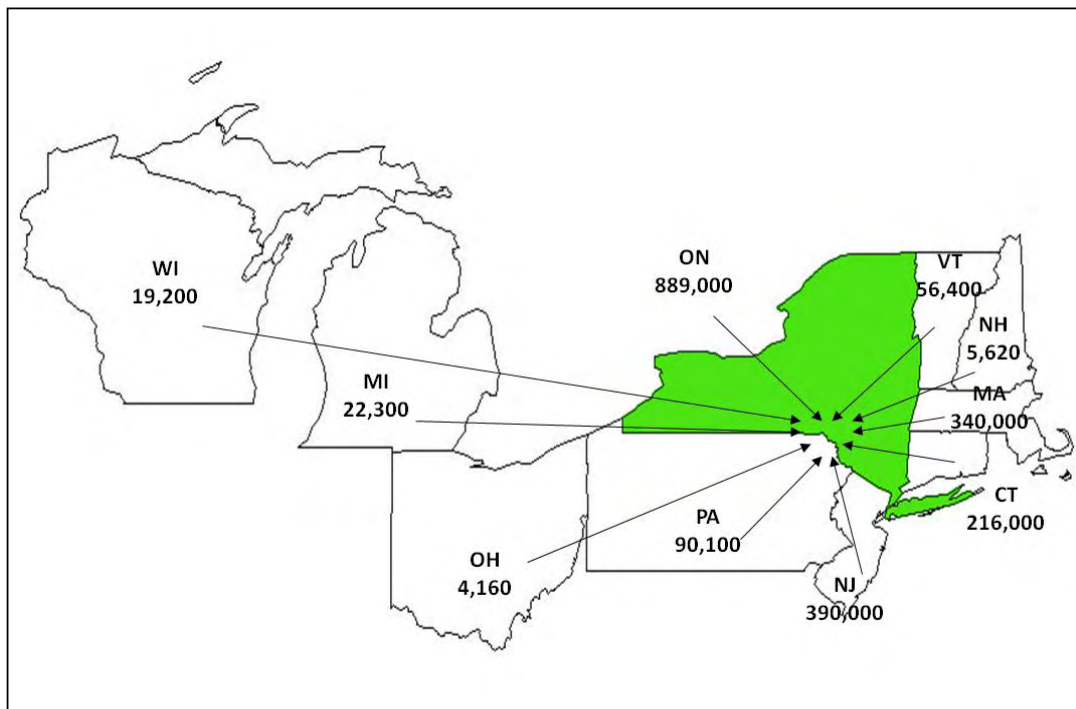 WI
19,200
MI
22,300
OH
4,160
ON
889,000
PA
90,100
VT
56,400
NH
5,620
MA
340,000
CT
216,000
NJ
390,000